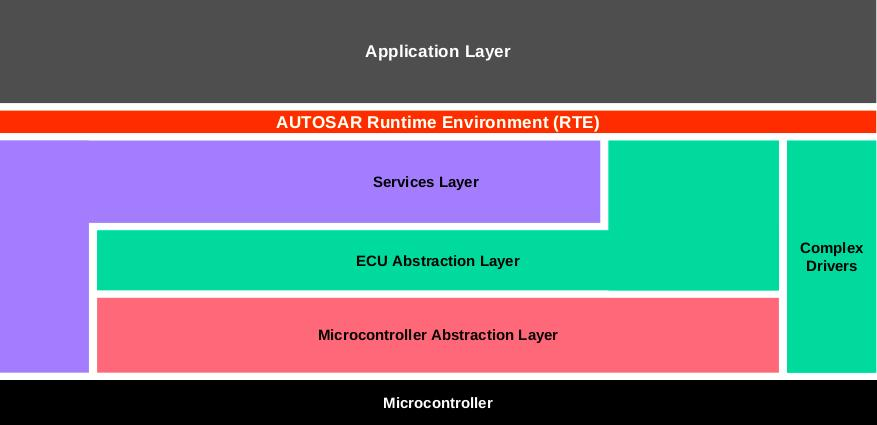 Application Layer
AUTOSAR Runtime Environment (RTE)
Services Layer
ECU Abstraction Layer
Complex
Drivers
Microcontroller Abstraction Layer
Microcontroller